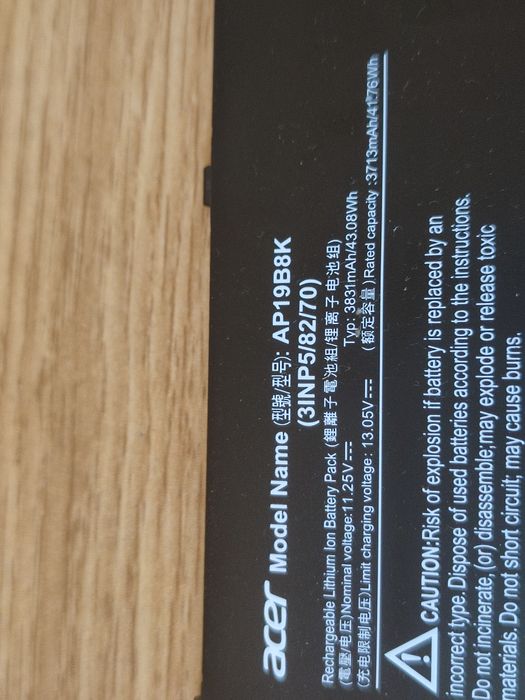 acer Model Name (型號/型号): AP19B8K
(3INP5/82/70)
Rechargeable Lithium Ion Battery Pack (鋰離子電池組/锂离子电池组)
(電壓/电压)Nominal voltage:11.25V⎓ Typ: 3831mAh/43.08Wh
(充电限制电压)Limit charging voltage: 13.05V⎓ (额定容量)Rated capacity :3713mAh/41.76Wh
CAUTION:Risk of explosion if battery is replaced by an
incorrect type.Dispose of used batteries according to the instructions.
Do not incinerate, (or) disassemble,may explode or release toxic
materials. Do not short circuit; may cause burns.